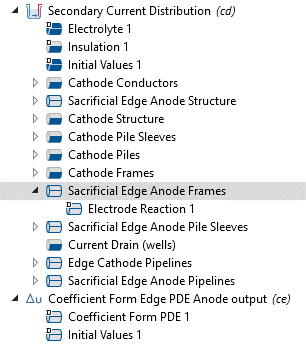 Secondary Current Distribution (cd)
Electrolyte 1
Insulation 1
Initial Values 1
Cathode Conductors
Sacrificial Edge Anode Structure
Cathode Structure
Cathode Pile Sleeves
Cathode Piles
Cathode Frames
Sacrificial Edge Anode Frames
Electrode Reaction 1
Sacrificial Edge Anode Pile Sleeves
Current Drain (wells)
Edge Cathode Pipelines
Sacrificial Edge Anode Pipelines
Δu Coefficient Form Edge PDE Anode output (ce)
Coefficient Form PDE 1
Initial Values 1